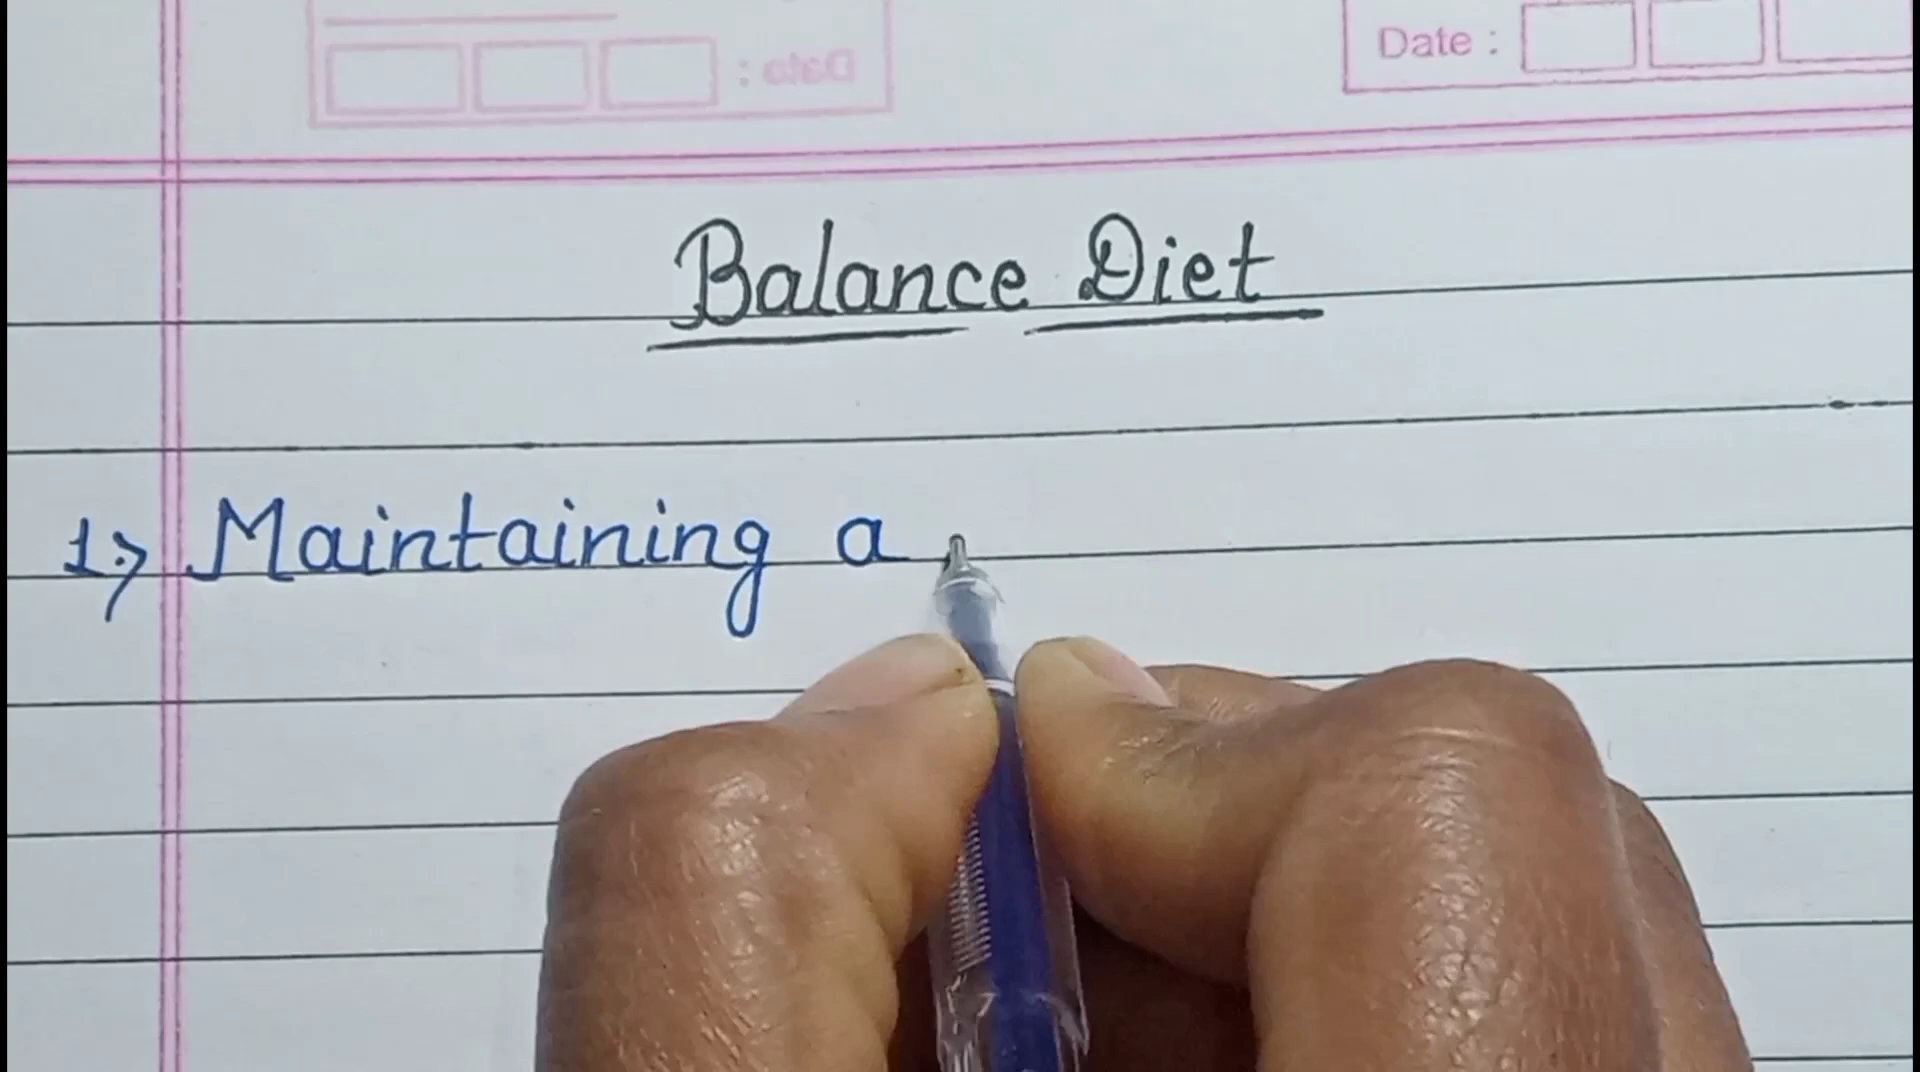 Date :
Date :
Balance Diet
1.) Maintaining a